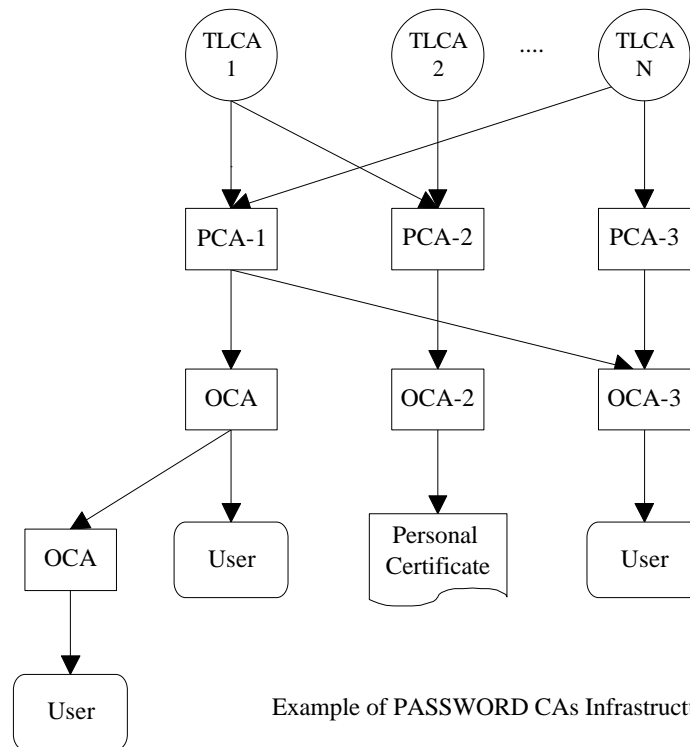 TLCA
1
TLCA
2
....
TLCA
N
PCA-1
PCA-2
PCA-3
OCA
OCA-2
OCA-3
OCA
User
Personal
Certificate
User
User
Example of PASSWORD CAs